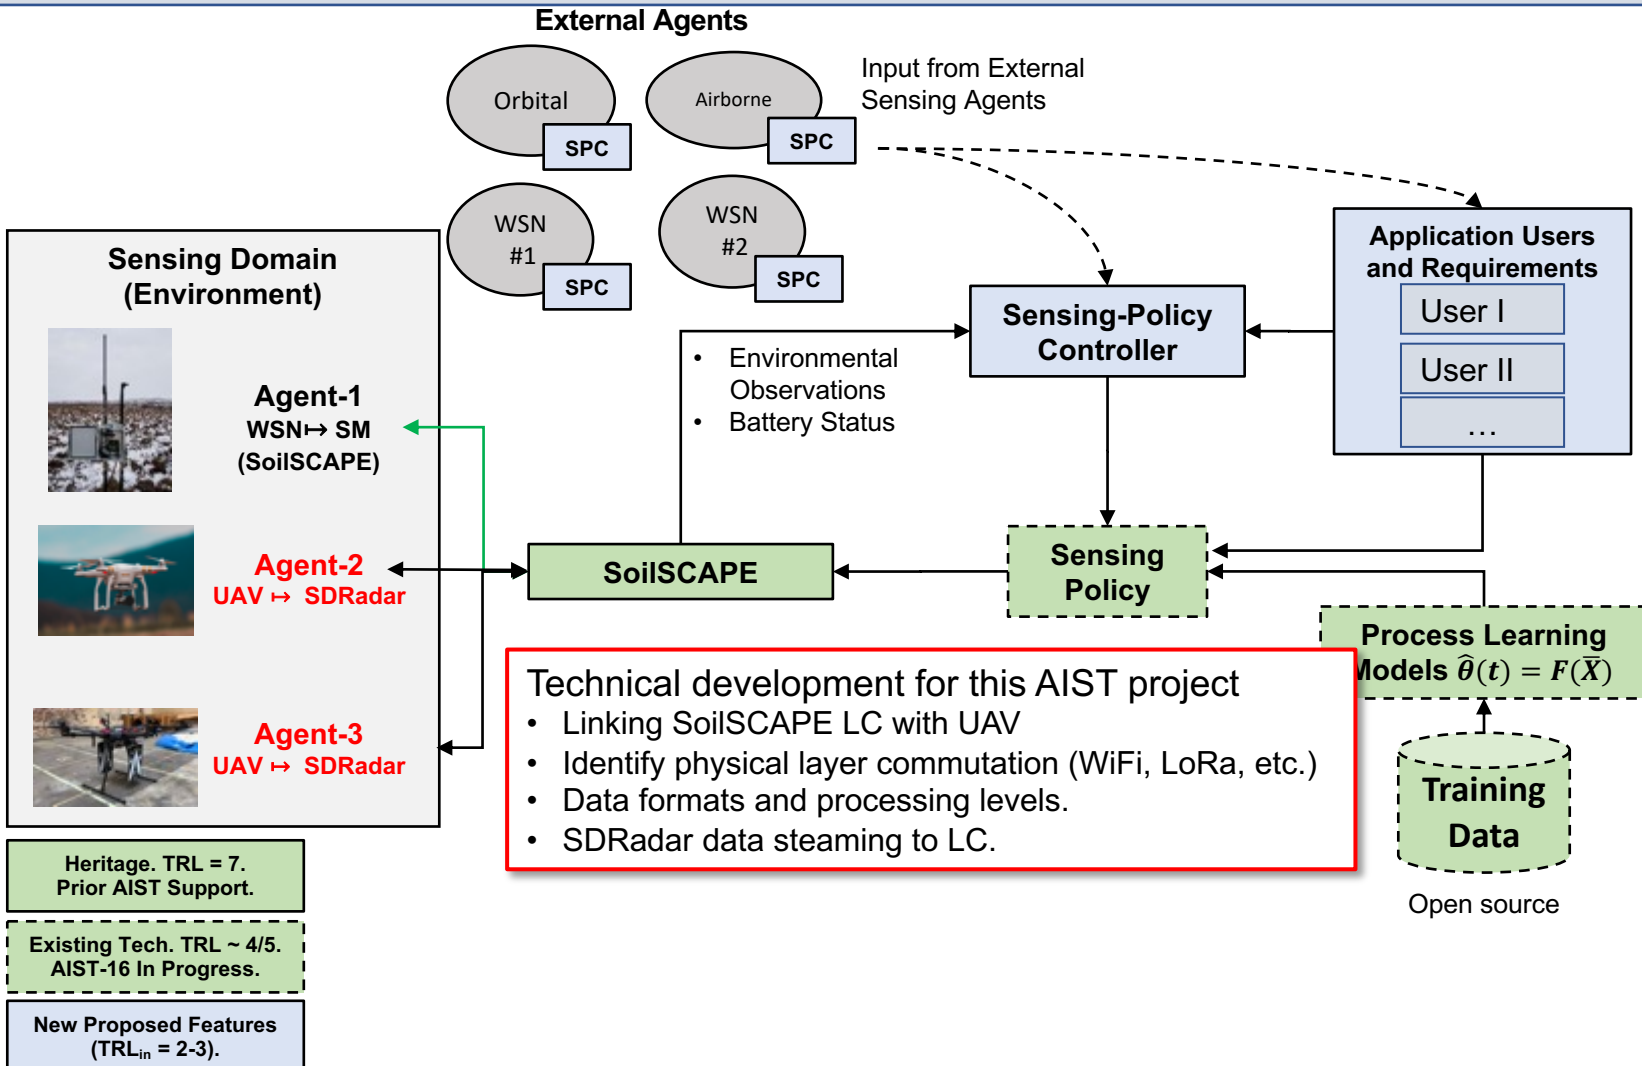 External Agents
Orbital
SPC
Airborne
SPC
Input from External
Sensing Agents
WSN
#1
SPC
WSN
#2
SPC
Sensing Domain
(Environment)
Agent-1
WSN↦ SM
(SoilSCAPE)
Agent-2
UAV ↦ SDRadar
Agent-3
UAV ↦ SDRadar
• Environmental
Observations
• Battery Status
Sensing-Policy
Controller
Application Users
and Requirements
User I
User II
...
SoilSCAPE
Sensing
Policy
Process Learning
Models θ̂(t) = F(X̄)
Training
Data
Open source
Technical development for this AIST project
• Linking SoilSCAPE LC with UAV
• Identify physical layer commutation (WiFi, LoRa, etc.)
• Data formats and processing levels.
• SDRadar data steaming to LC.
Heritage. TRL = 7.
Prior AIST Support.
Existing Tech. TRL ~ 4/5.
AIST-16 In Progress.
New Proposed Features
(TRLin = 2-3).